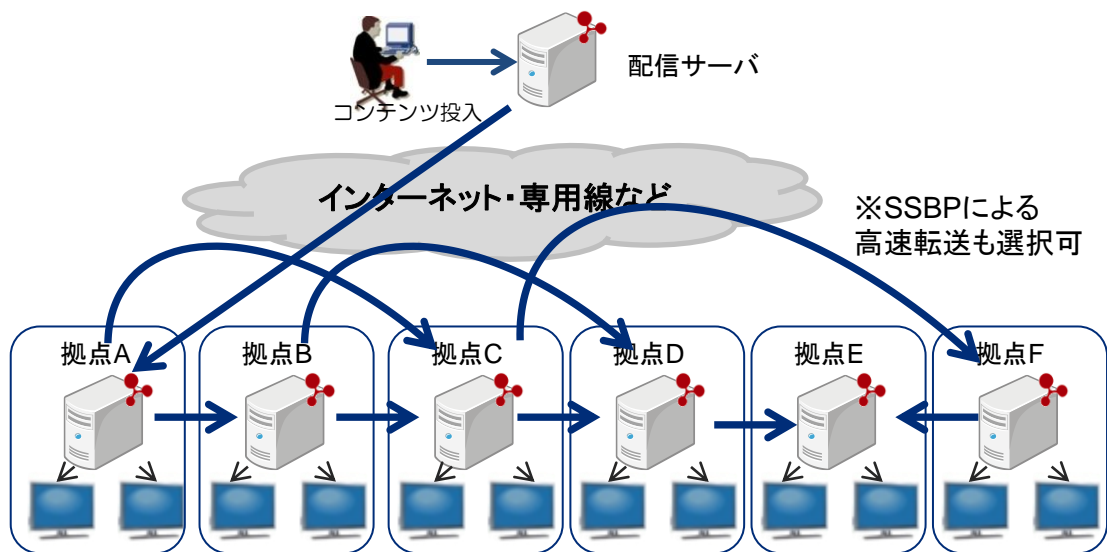 配信サーバ
コンテンツ投入
インターネット・専用線など
※SSBPによる
高速転送も選択可
拠点A
拠点B
拠点C
拠点D
拠点E
拠点F